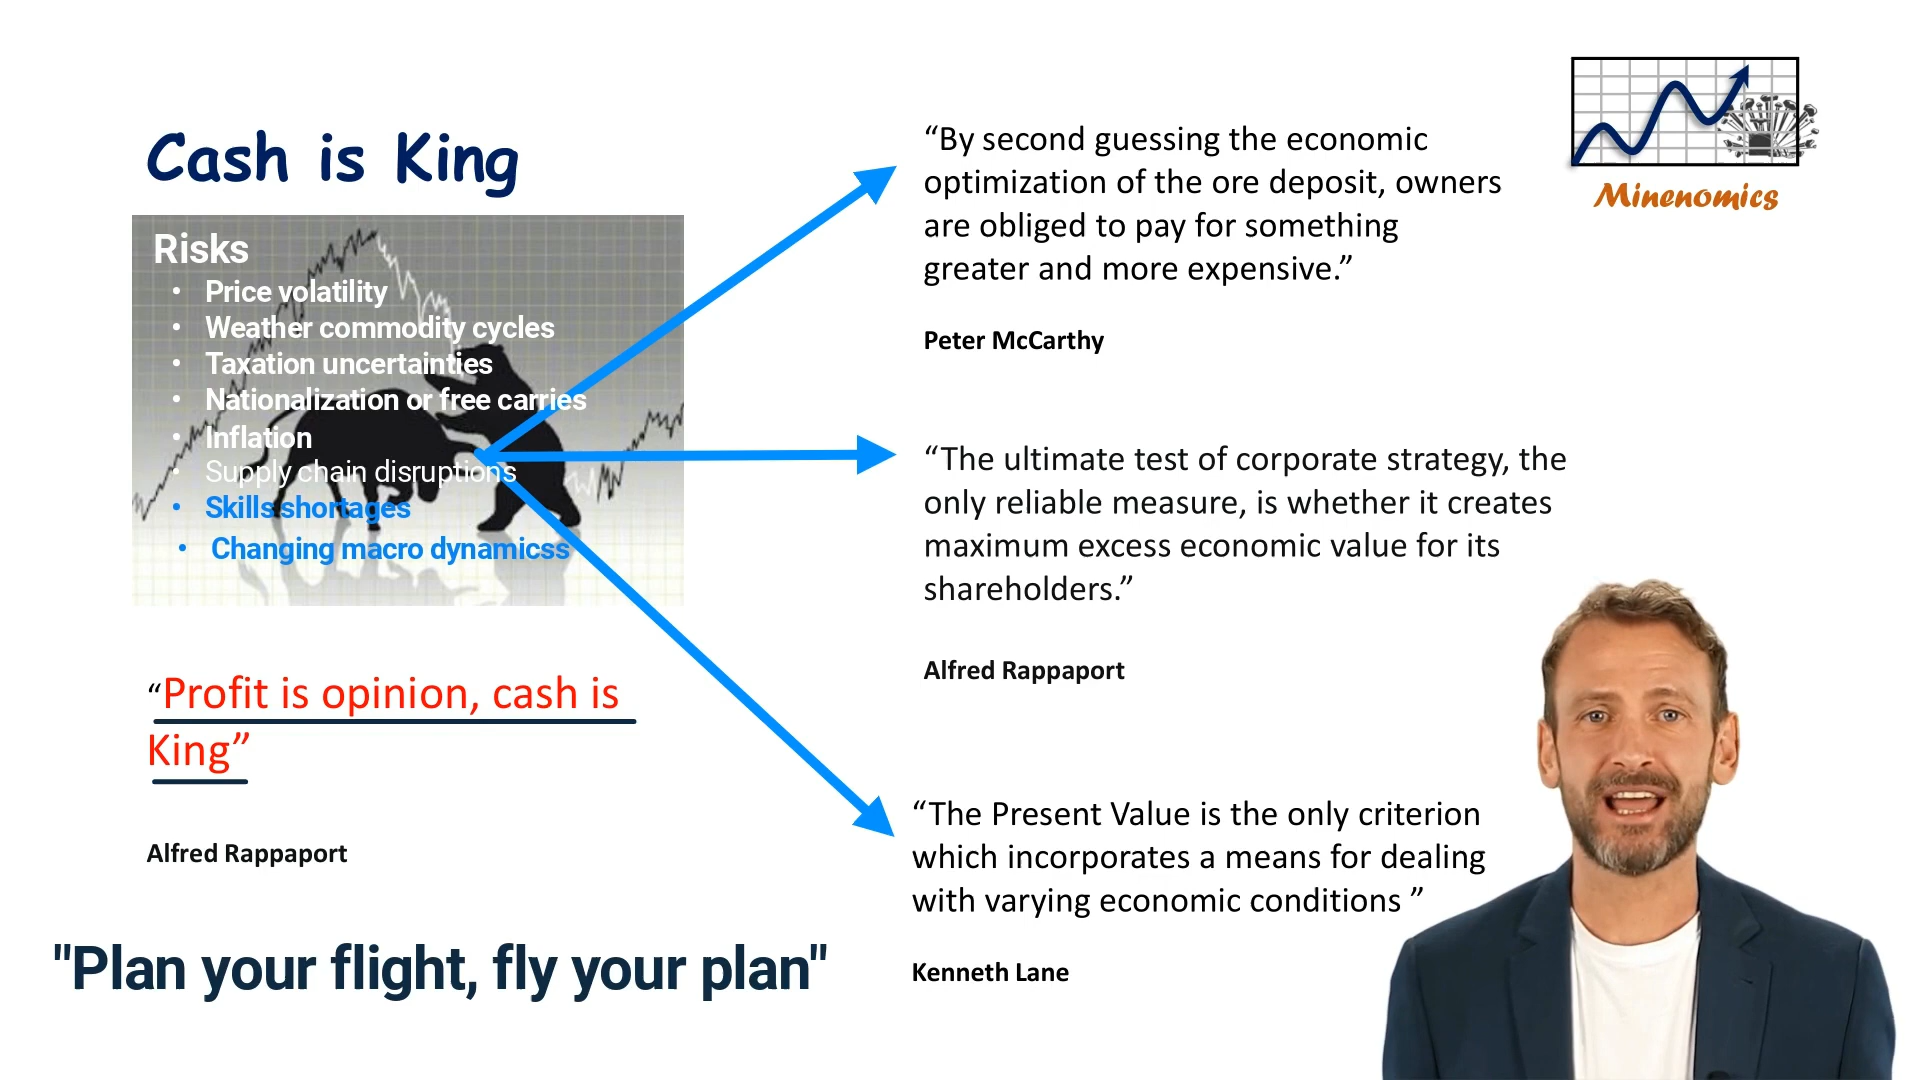 Cash is King
Risks
• Price volatility
• Weather commodity cycles
• Taxation uncertainties
• Nationalization or free carries
• Inflation
• Supply chain disruptions
• Skills shortages
• Changing macro dynamicss
“Profit is opinion, cash is
King”
Alfred Rappaport
"Plan your flight, fly your plan"
“By second guessing the economic
optimization of the ore deposit, owners
are obliged to pay for something
greater and more expensive.”
Peter McCarthy
“The ultimate test of corporate strategy, the
only reliable measure, is whether it creates
maximum excess economic value for its
shareholders.”
Alfred Rappaport
“The Present Value is the only criterion
which incorporates a means for dealing
with varying economic conditions ”
Kenneth Lane
Minenomics